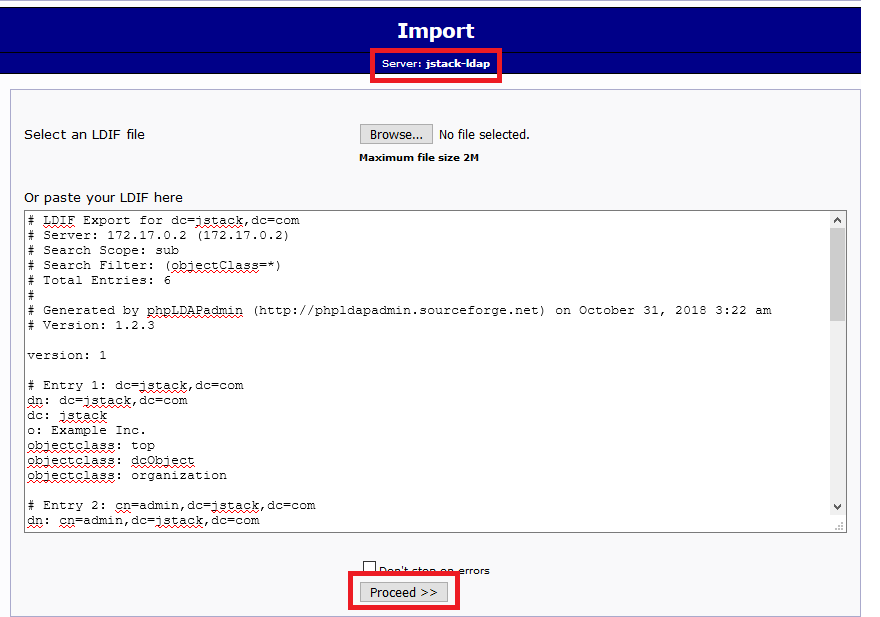 Import
Server: jstack-ldap
Select an LDIF file
Browse... No file selected.
Maximum file size 2M
Or paste your LDIF here
# LDIF Export for dc=jstack,dc=com
# Server: 172.17.0.2 (172.17.0.2)
# Search Scope: sub
# Search Filter: (objectClass=*)
# Total Entries: 6
#
# Generated by phpLDAPadmin (http://phpldapadmin.sourceforge.net) on October 31, 2018 3:22 am
# Version: 1.2.3
version: 1
# Entry 1: dc=jstack,dc=com
dn: dc=jstack,dc=com
dc: jstack
o: Example Inc.
objectclass: top
objectclass: dcObject
objectclass: organization
# Entry 2: cn=admin,dc=jstack,dc=com
dn: cn=admin,dc=jstack,dc=com
Don't stop on errors
Proceed >>